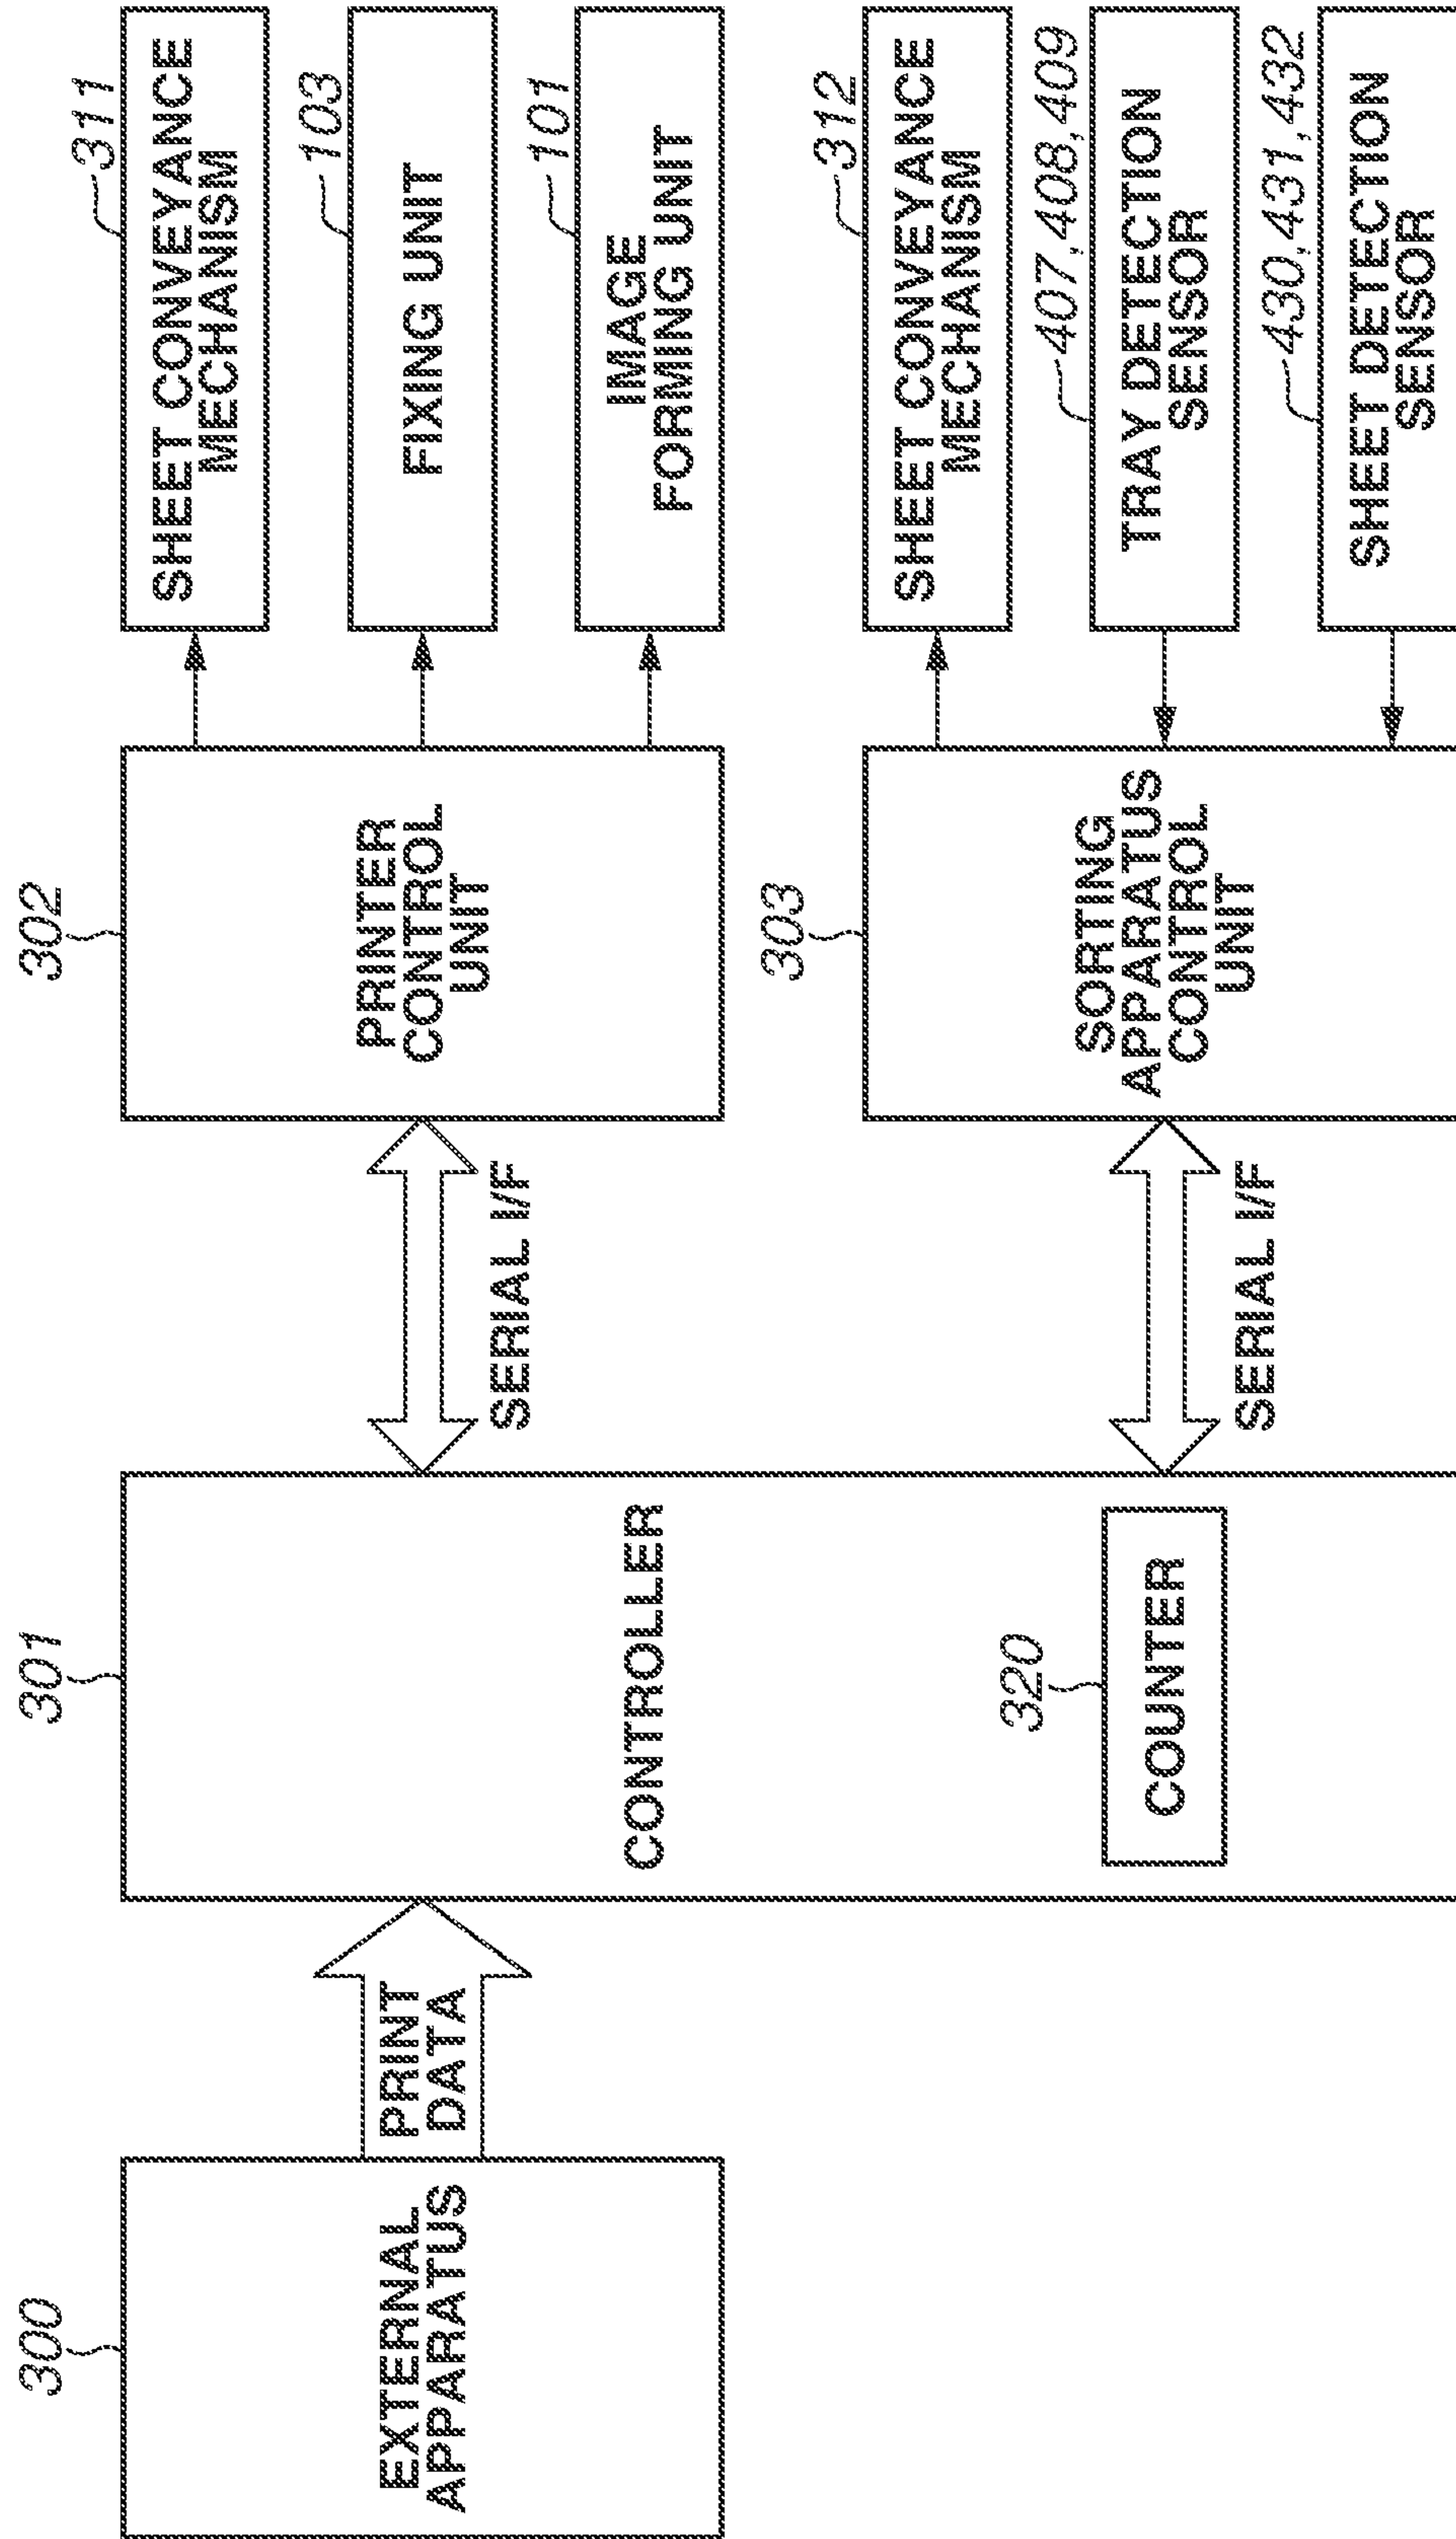 300
EXTERNAL
APPARATUS
PRINT
DATA
301
CONTROLLER
320
COUNTER
SERIAL I/F
SERIAL I/F
302
PRINTER
CONTROL
UNIT
303
SORTING
APPARATUS
CONTROL
UNIT
311
SHEET CONVEYANCE
MECHANISM
103
FIXING UNIT
101
IMAGE
FORMING UNIT
312
SHEET CONVEYANCE
MECHANISM
407,408,409
TRAY DETECTION
SENSOR
430,431,432
SHEET DETECTION
SENSOR